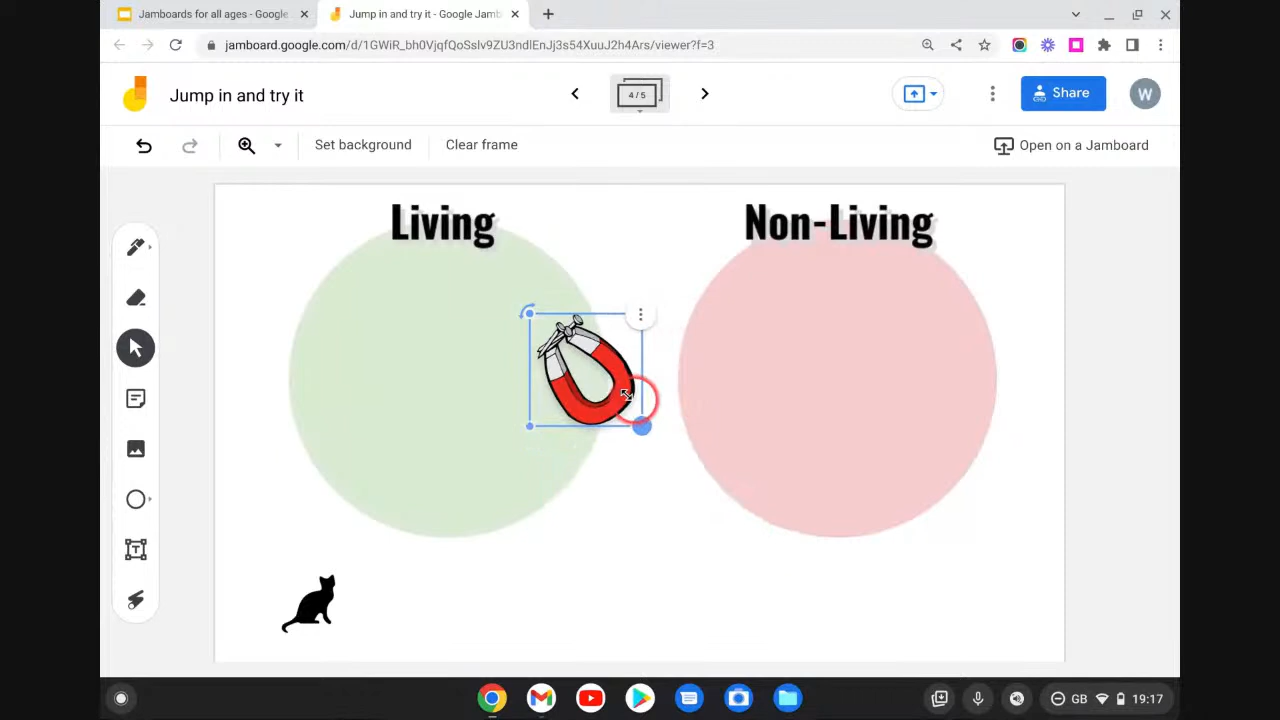 Jamboards for all ages - Google
Jump in and try it - Google Jamb
jamboard.google.com/d/1GWiR_bh0VjqfQoSslv9ZU3ndlEnJj3s54XuuJ2h4Ars/viewer?f=3
Jump in and try it
4 / 5
Share
W
Set background
Clear frame
Open on a Jamboard
Living
Non-Living
T
GB
19:17